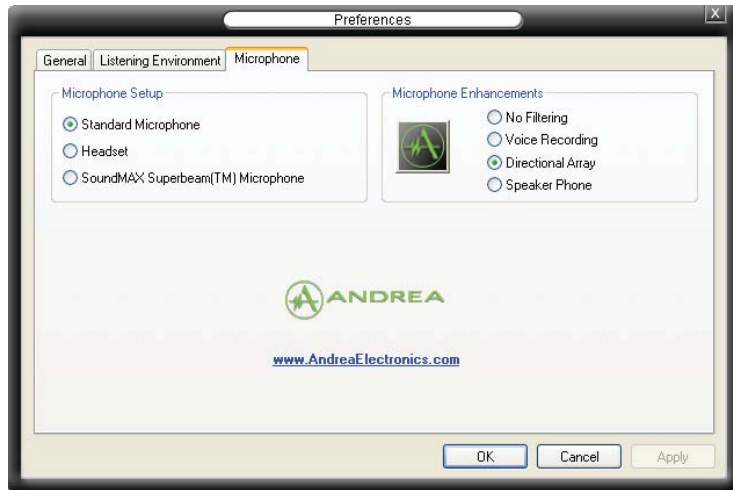 Preferences
X
General
Listening Environment
Microphone
Microphone Setup
Standard Microphone
Headset
SoundMAX Superbeam(TM) Microphone
Microphone Enhancements
No Filtering
Voice Recording
Directional Array
Speaker Phone
ANDREA
www.AndreaElectronics.com
OK
Cancel
Apply